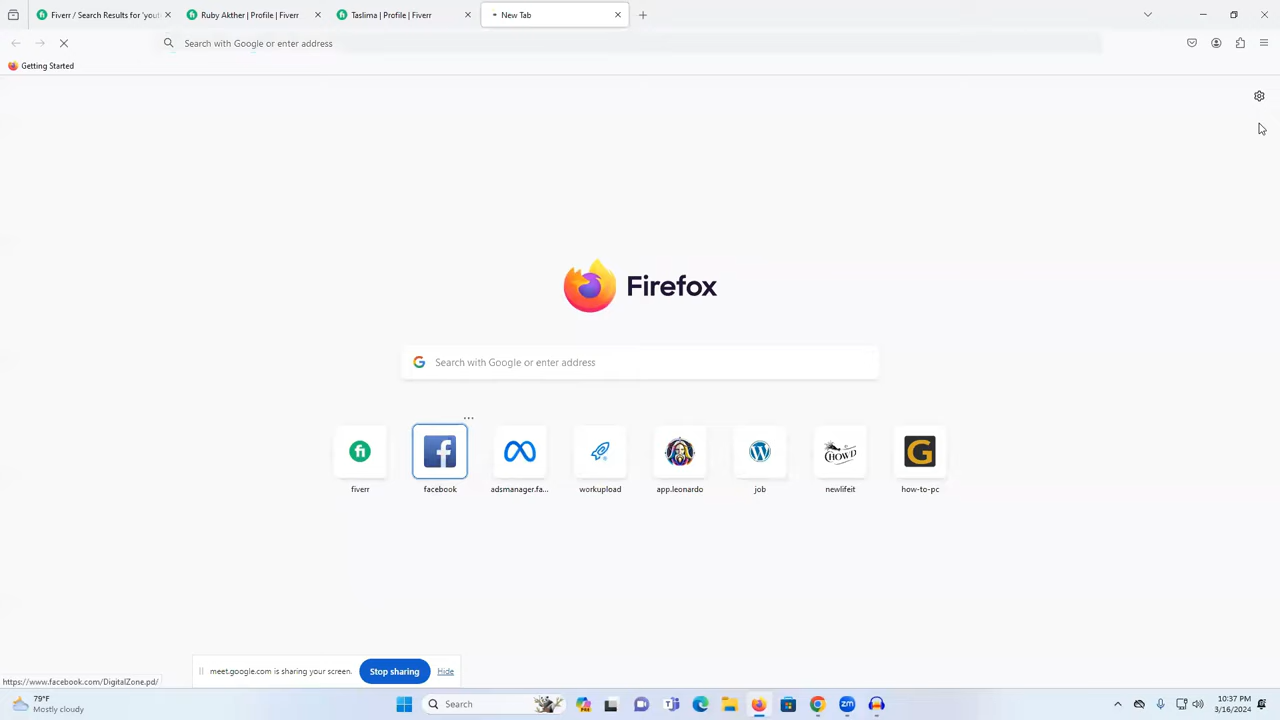 Fiverr / Search Results for 'yout
Ruby Akther | Profile | Fiverr
Taslima | Profile | Fiverr
New Tab
Search with Google or enter address
Getting Started
Firefox
Search with Google or enter address
fiverr
facebook
adsmanager.fa...
workupload
app.leonardo
job
newlifeit
how-to-pc
meet.google.com is sharing your screen.
Stop sharing
Hide
https://www.facebook.com/DigitalZone.pd/
79°F
Mostly cloudy
Search
10:37 PM
3/16/2024